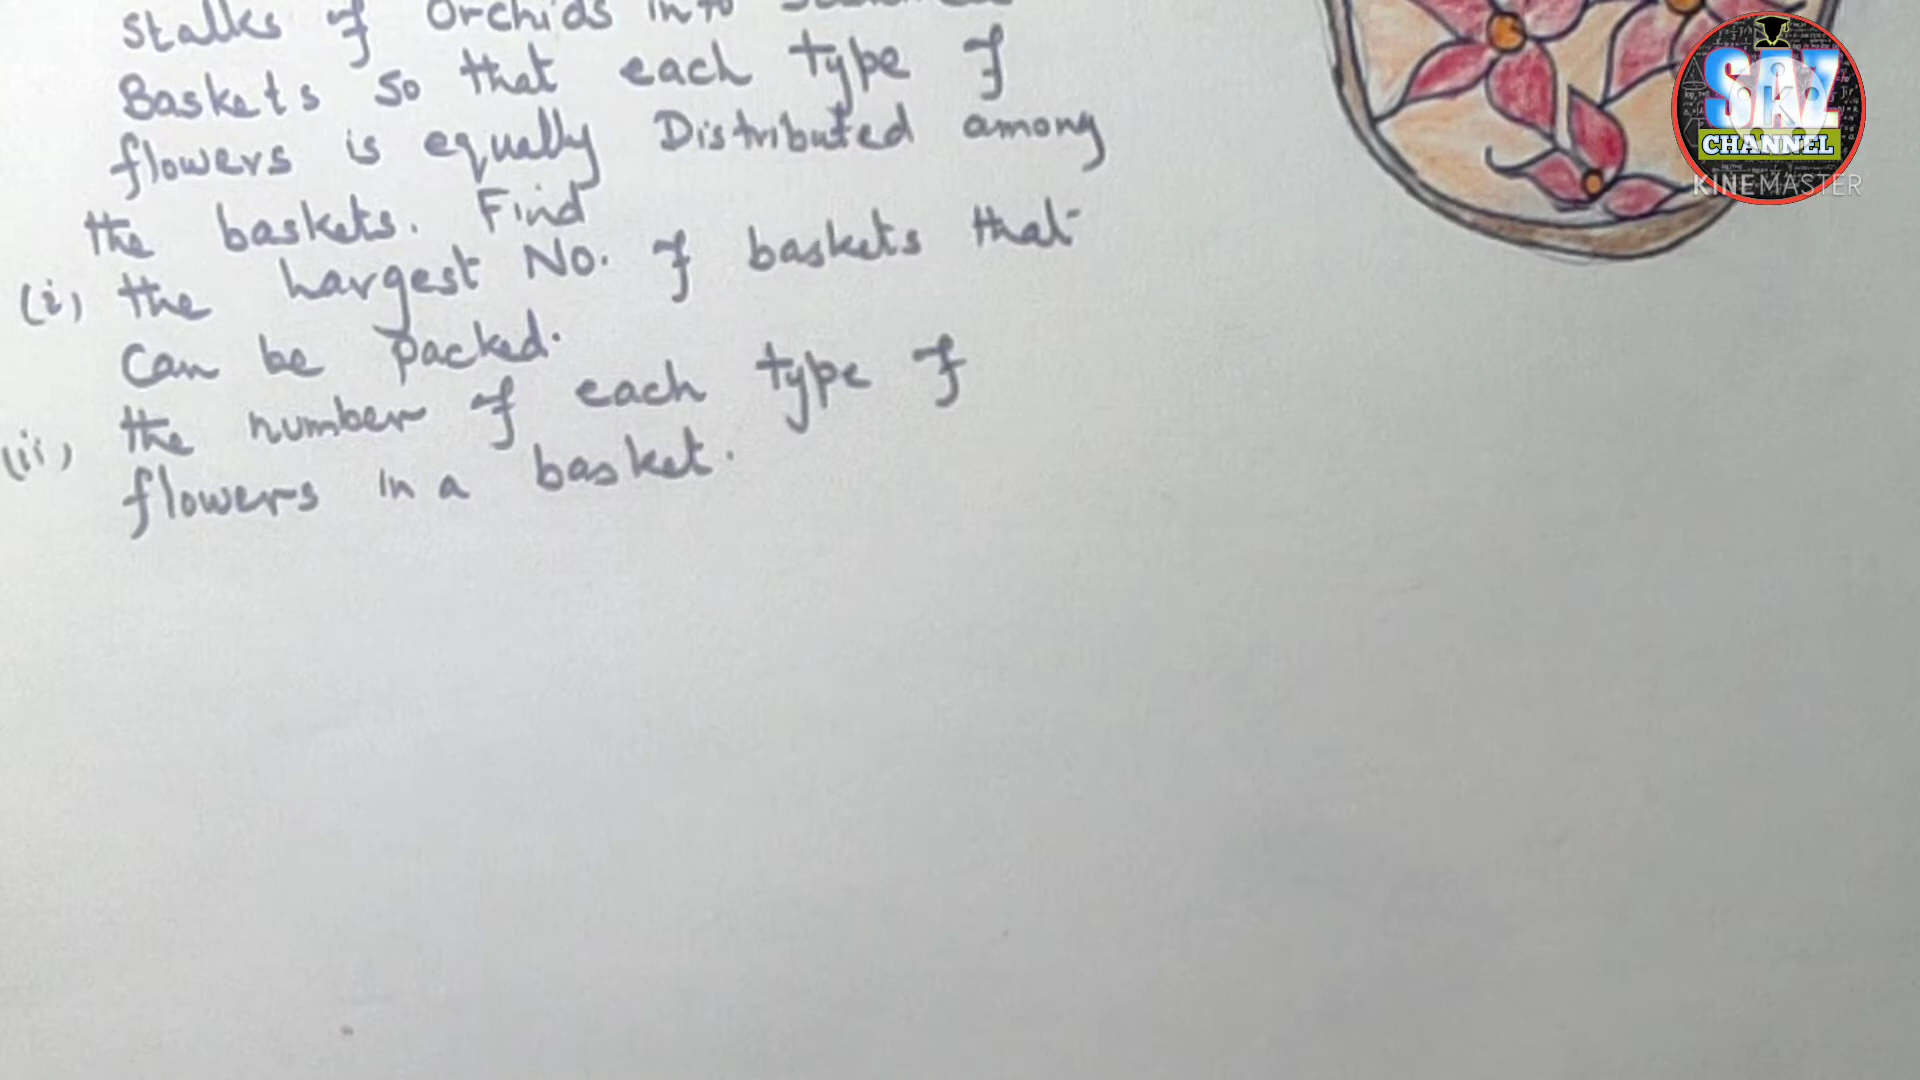 Stalks of Orchids into
Baskets so that each type of
flowers is equally Distributed among
the baskets. Find
(i) the largest No. of baskets that
can be packed.
(ii) the number of each type of
flowers in a basket.
SAZ
CHANNEL
KINEMASTER